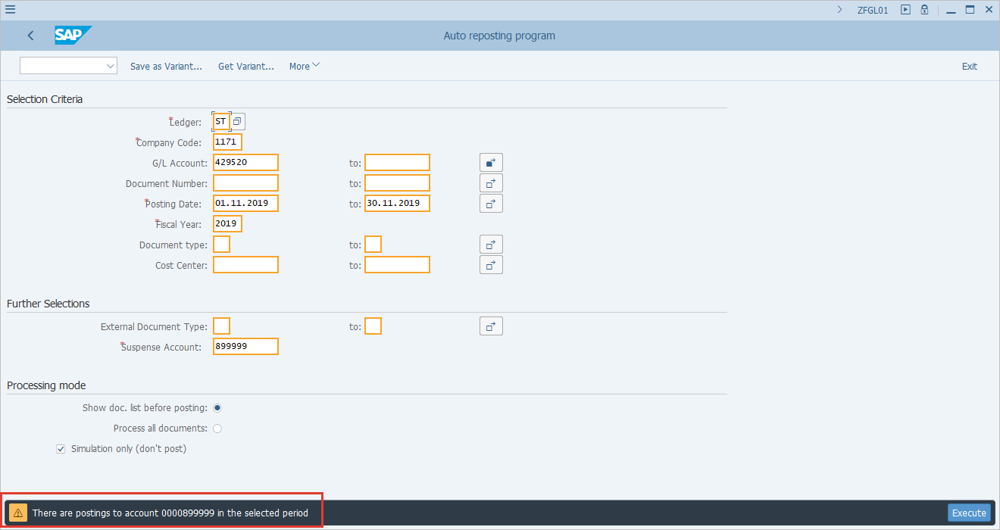 ZFGL01
SAP Auto reposting program
Save as Variant... Get Variant... More Exit
Selection Criteria
*Ledger: ST
*Company Code: 1171
G/L Account: 429520 to:
Document Number: to:
*Posting Date: 01.11.2019 to: 30.11.2019
*Fiscal Year: 2019
Document type: to:
Cost Center: to:
Further Selections
External Document Type: to:
*Suspense Account: 899999
Processing mode
Show doc. list before posting:
Process all documents:
Simulation only (don't post)
There are postings to account 0000899999 in the selected period Execute